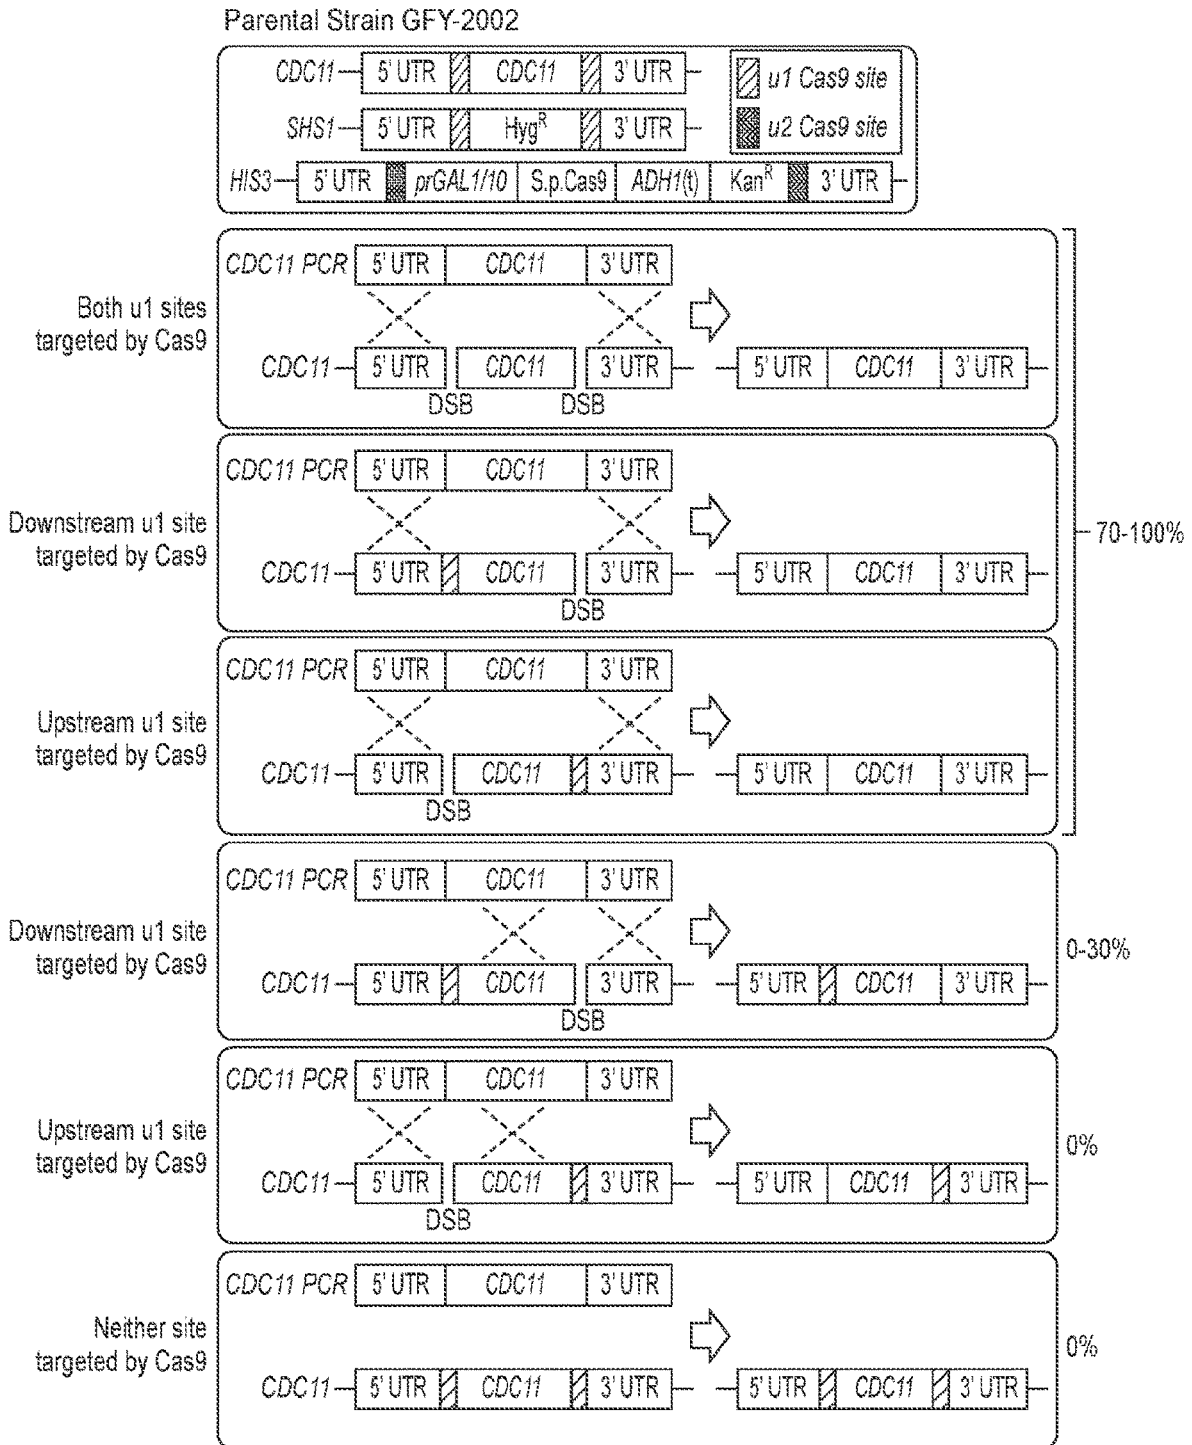 Parental Strain GFY-2002
CDC11 5' UTR CDC11 3' UTR
u1 Cas9 site
SHS1 5' UTR Hyg^R 3' UTR
u2 Cas9 site
HIS3 5' UTR prGAL1/10 S.p.Cas9 ADH1(t) Kan^R 3' UTR
Both u1 sites
targeted by Cas9
CDC11 PCR 5' UTR CDC11 3' UTR
CDC11 5' UTR CDC11 3' UTR 5' UTR CDC11 3' UTR
DSB DSB
Downstream u1 site
targeted by Cas9
CDC11 PCR 5' UTR CDC11 3' UTR
CDC11 5' UTR CDC11 3' UTR 5' UTR CDC11 3' UTR
DSB
70-100%
Upstream u1 site
targeted by Cas9
CDC11 PCR 5' UTR CDC11 3' UTR
CDC11 5' UTR CDC11 3' UTR 5' UTR CDC11 3' UTR
DSB
Downstream u1 site
targeted by Cas9
CDC11 PCR 5' UTR CDC11 3' UTR
CDC11 5' UTR CDC11 3' UTR 5' UTR CDC11 3' UTR
DSB
0-30%
Upstream u1 site
targeted by Cas9
CDC11 PCR 5' UTR CDC11 3' UTR
CDC11 5' UTR CDC11 3' UTR 5' UTR CDC11 3' UTR
DSB
0%
Neither site
targeted by Cas9
CDC11 PCR 5' UTR CDC11 3' UTR
CDC11 5' UTR CDC11 3' UTR 5' UTR CDC11 3' UTR
0%